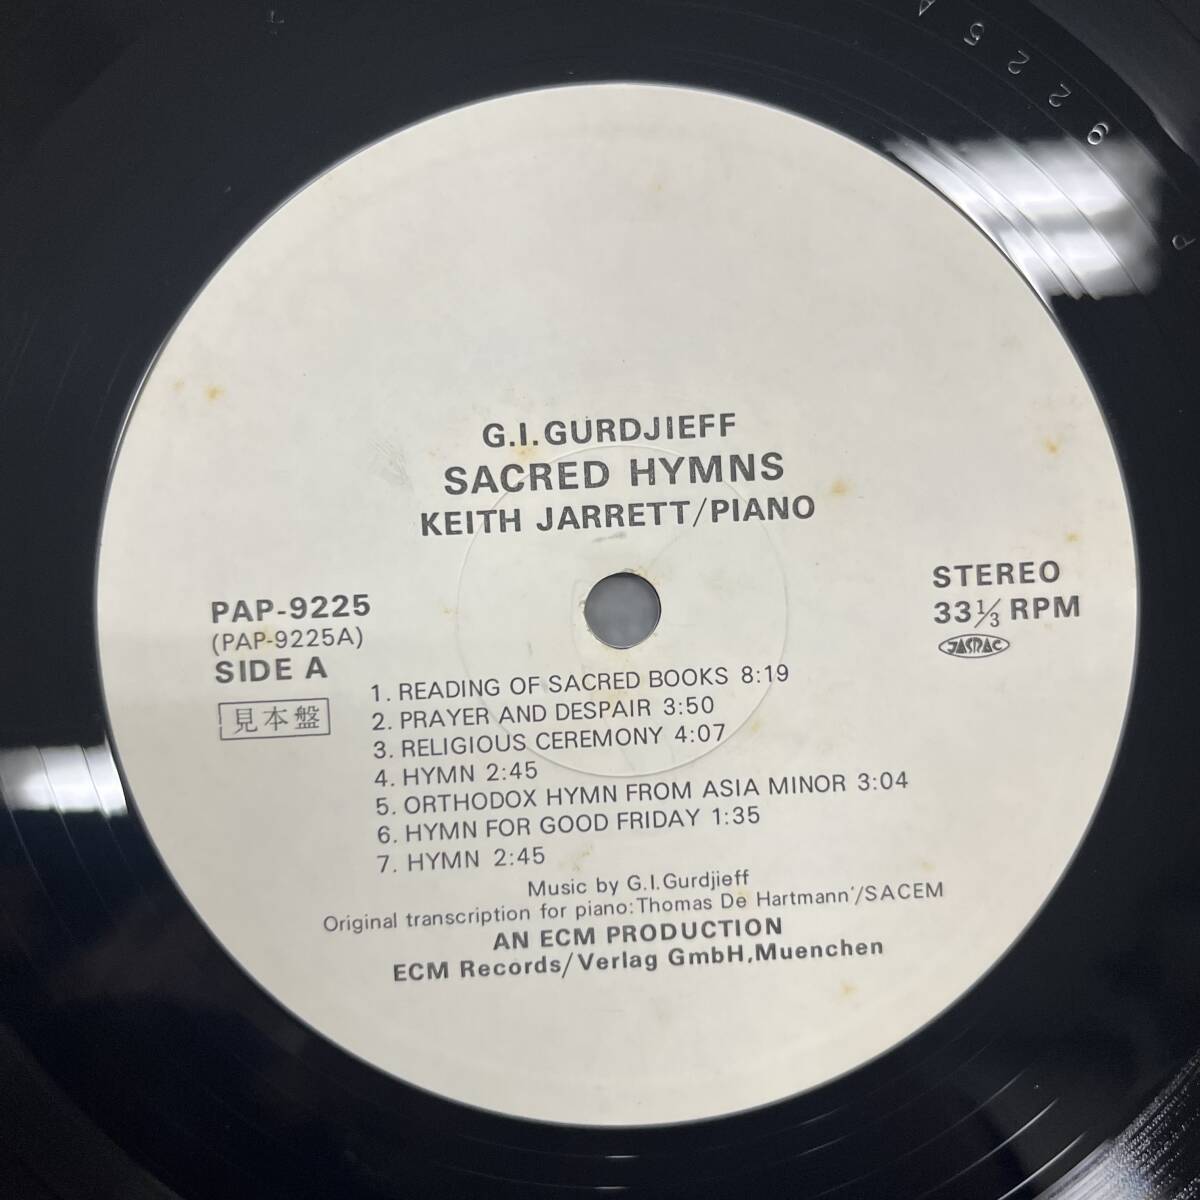 P 9225A
G.I.GURDJIEFF
SACRED HYMNS
KEITH JARRETT/PIANO
PAP-9225
(PAP-9225A)
SIDE A
見本盤
STEREO
33⅓ RPM
JASRAC
1. READING OF SACRED BOOKS 8:19
2. PRAYER AND DESPAIR 3:50
3. RELIGIOUS CEREMONY 4:07
4. HYMN 2:45
5. ORTHODOX HYMN FROM ASIA MINOR 3:04
6. HYMN FOR GOOD FRIDAY 1:35
7. HYMN 2:45
Music by G.I.Gurdjieff
Original transcription for piano:Thomas De Hartmann'/SACEM
AN ECM PRODUCTION
ECM Records/Verlag GmbH,Muenchen